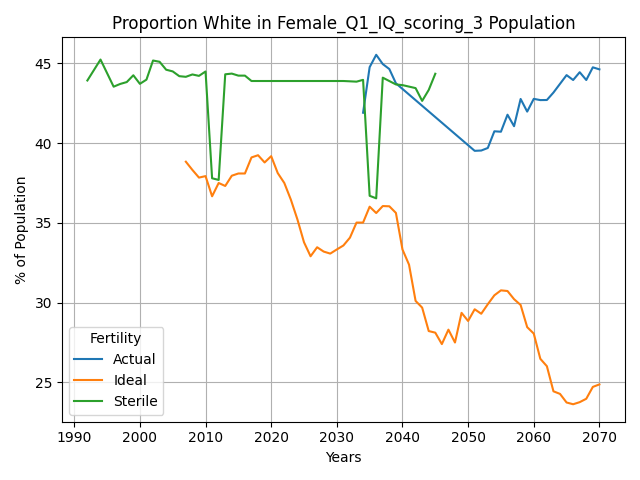 Proportion White in Female_Q1_IQ_scoring_3 Population
% of Population
45
40
35
30
25
Fertility
Actual
Ideal
Sterile
1990 2000 2010 2020 2030 2040 2050 2060 2070
Years